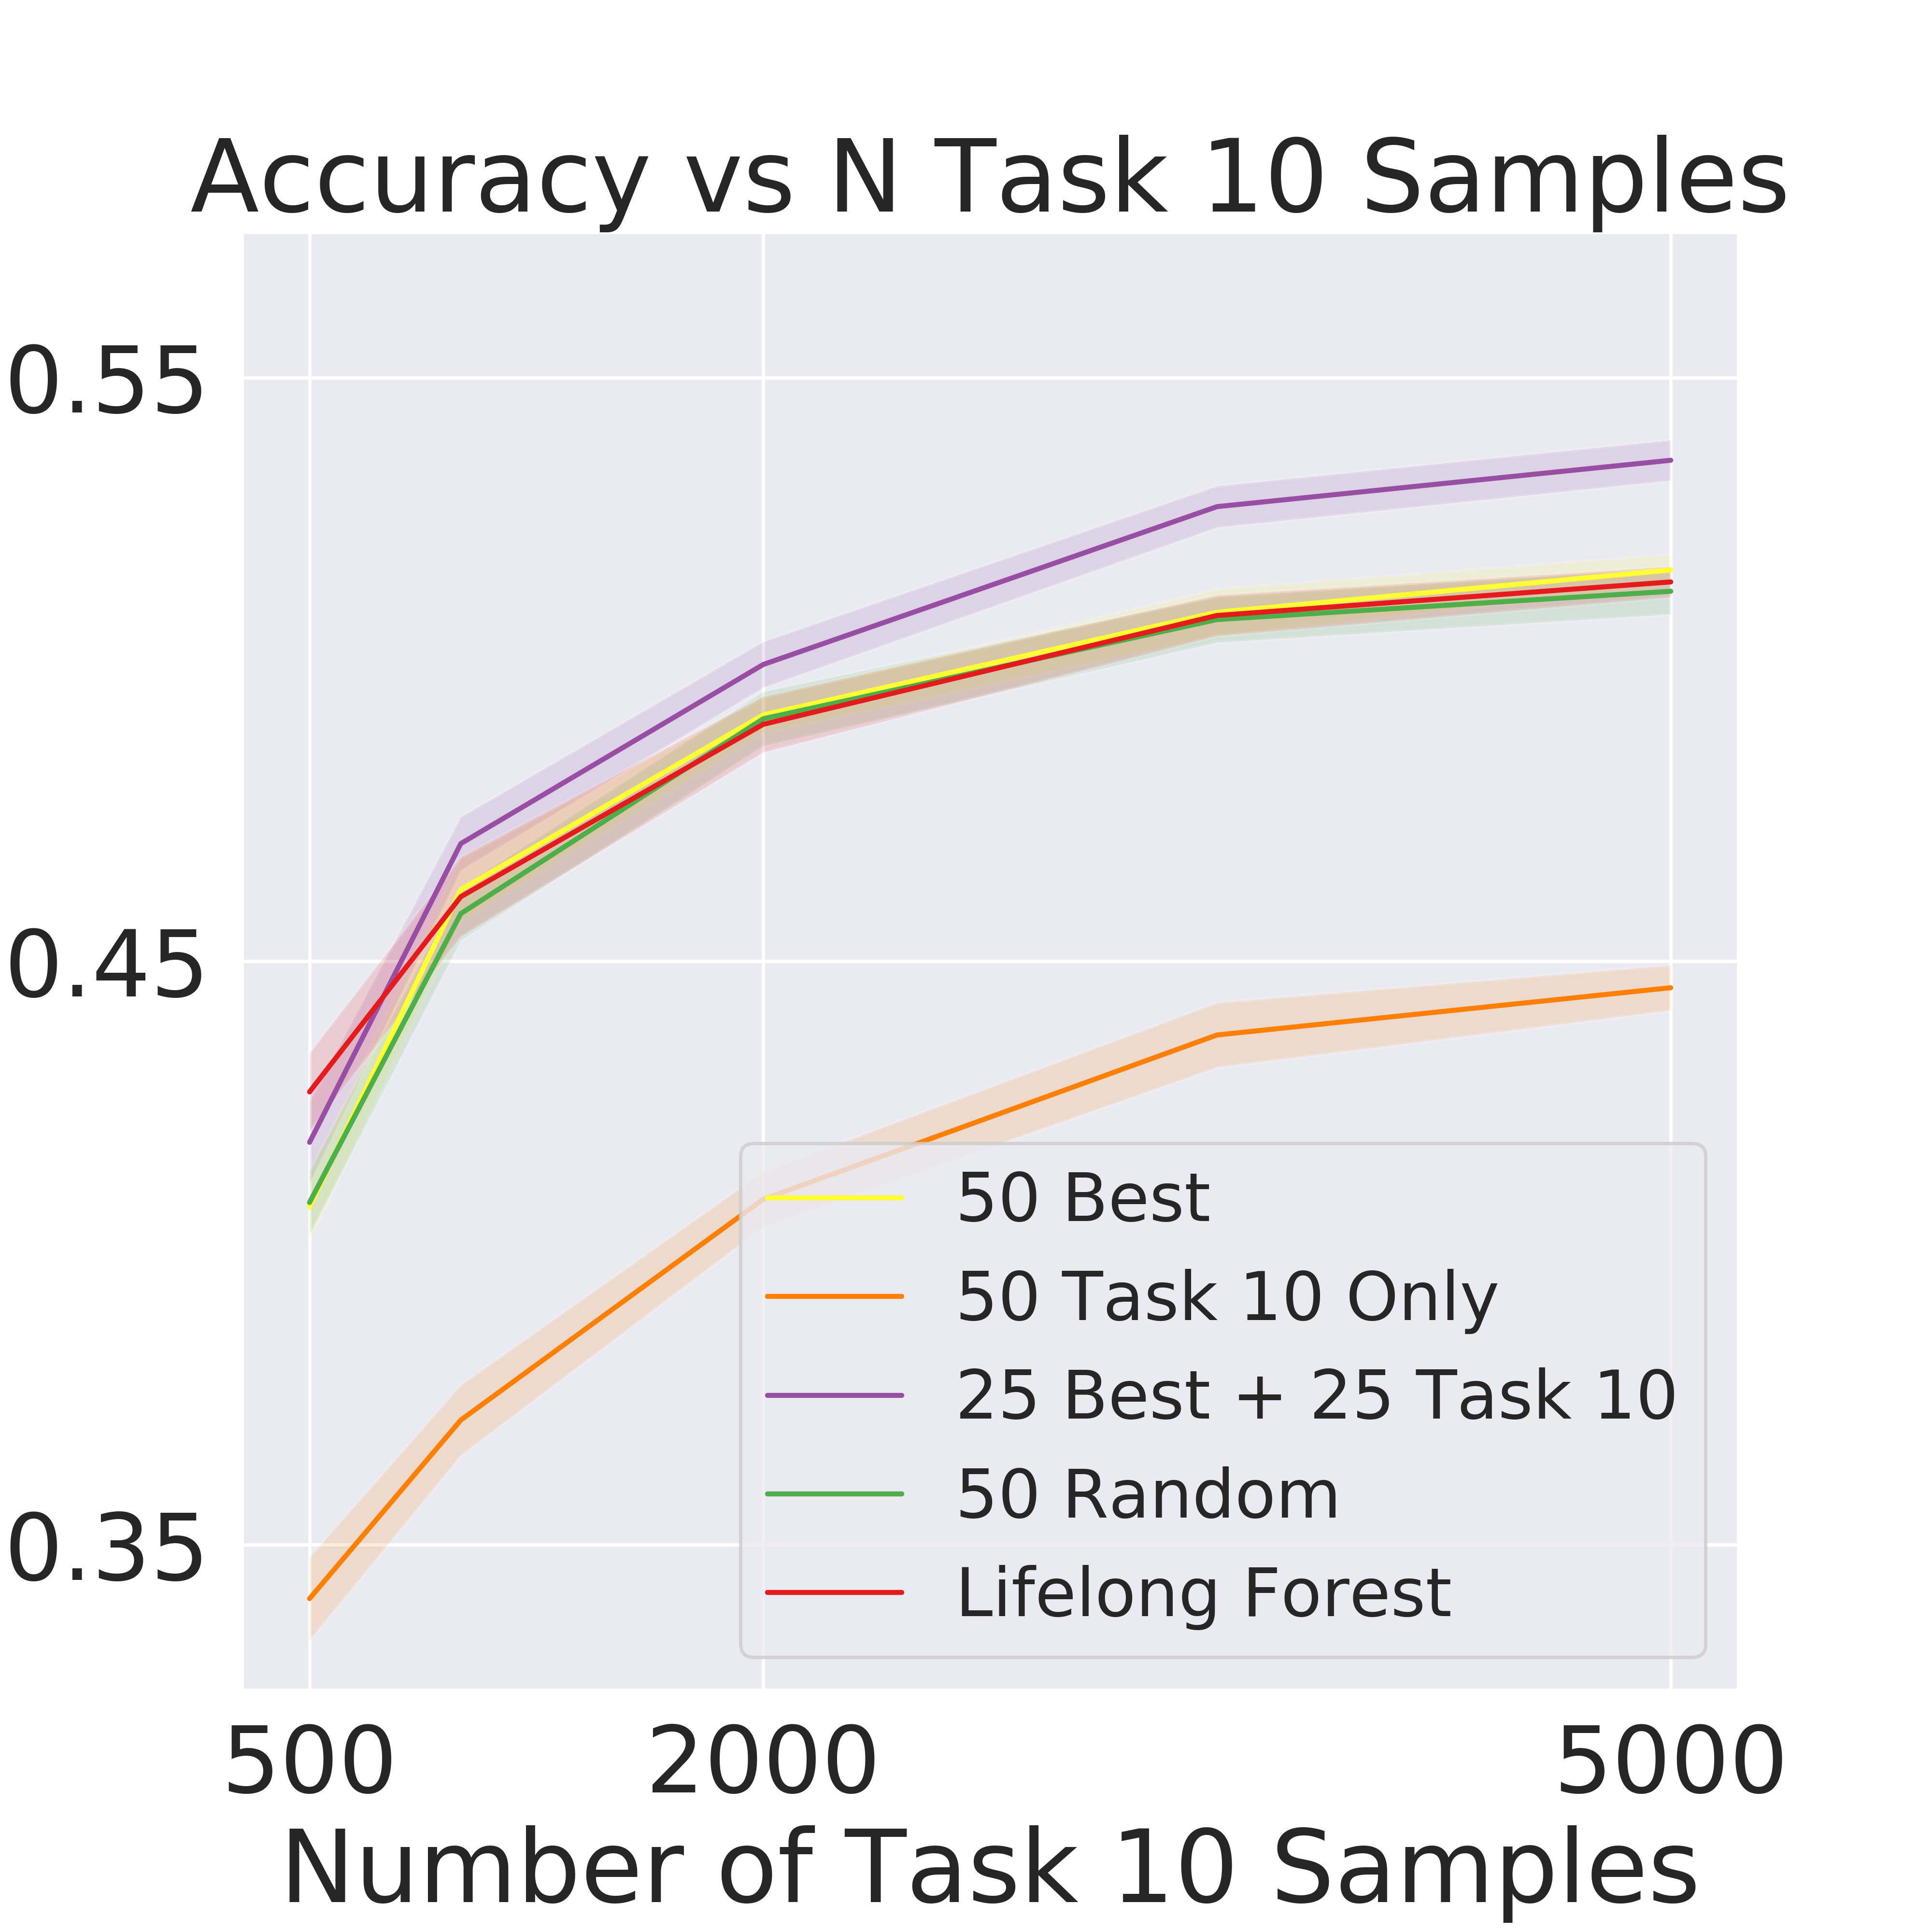 Accuracy vs N Task 10 Samples
0.55
0.45
0.35
50 Best
50 Task 10 Only
25 Best + 25 Task 10
50 Random
Lifelong Forest
500 2000 5000
Number of Task 10 Samples